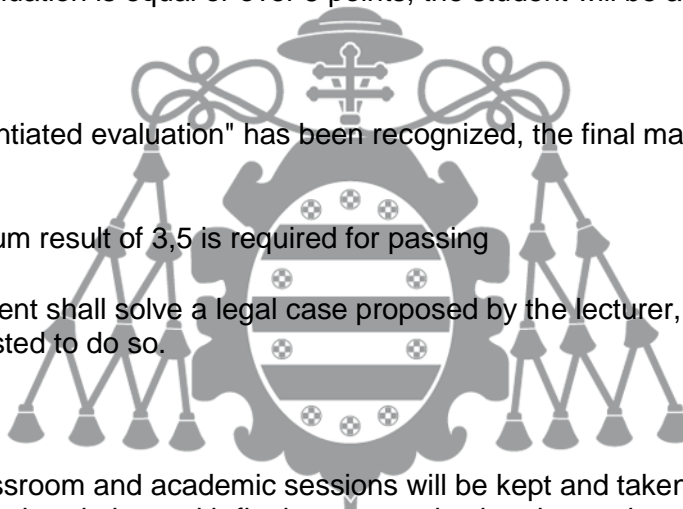 is equal or over 5 points, the student will be a
ntiated evaluation" has been recognized, the final ma
um result of 3,5 is required for passing
ent shall solve a legal case proposed by the lecturer,
sted to do so.
ssroom and academic sessions will be kept and taken